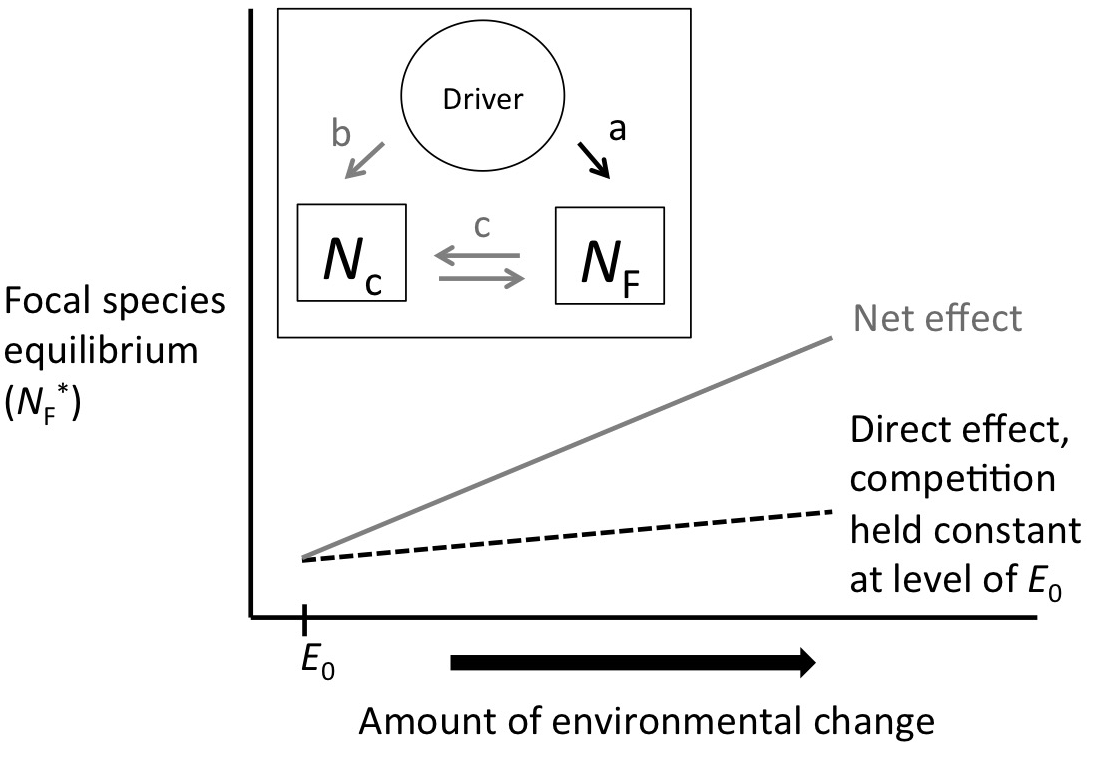 Driver
b
a
c
Nc
NF
Focal species
equilibrium
(NF*)
Net effect
Direct effect,
competition
held constant
at level of E0
E0
Amount of environmental change